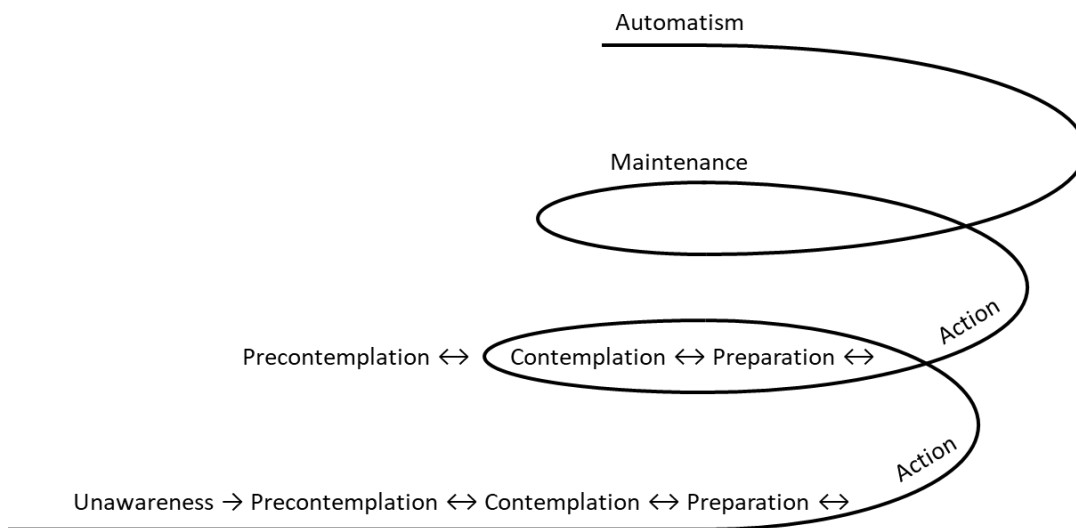 Automatism
Maintenance
Action
Precontemplation ↔ Contemplation ↔ Preparation ↔
Action
Unawareness → Precontemplation ↔ Contemplation ↔ Preparation ↔